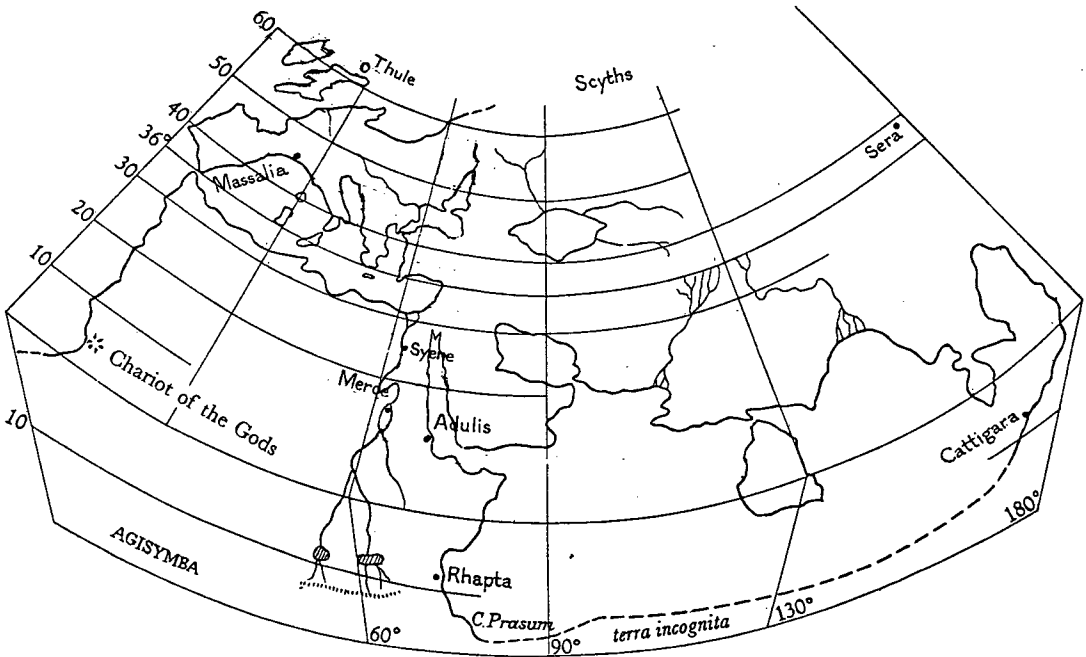 60
Thule
Scyths
50
40
36°
Sera
30
Massalia
20
10
M
Syene
Chariot of the Gods
Meroe
Adulis
10
Cattigara
180°
AGISYMBA
Rhapta
C.Prasum
terra incognita
130°
60°
90°